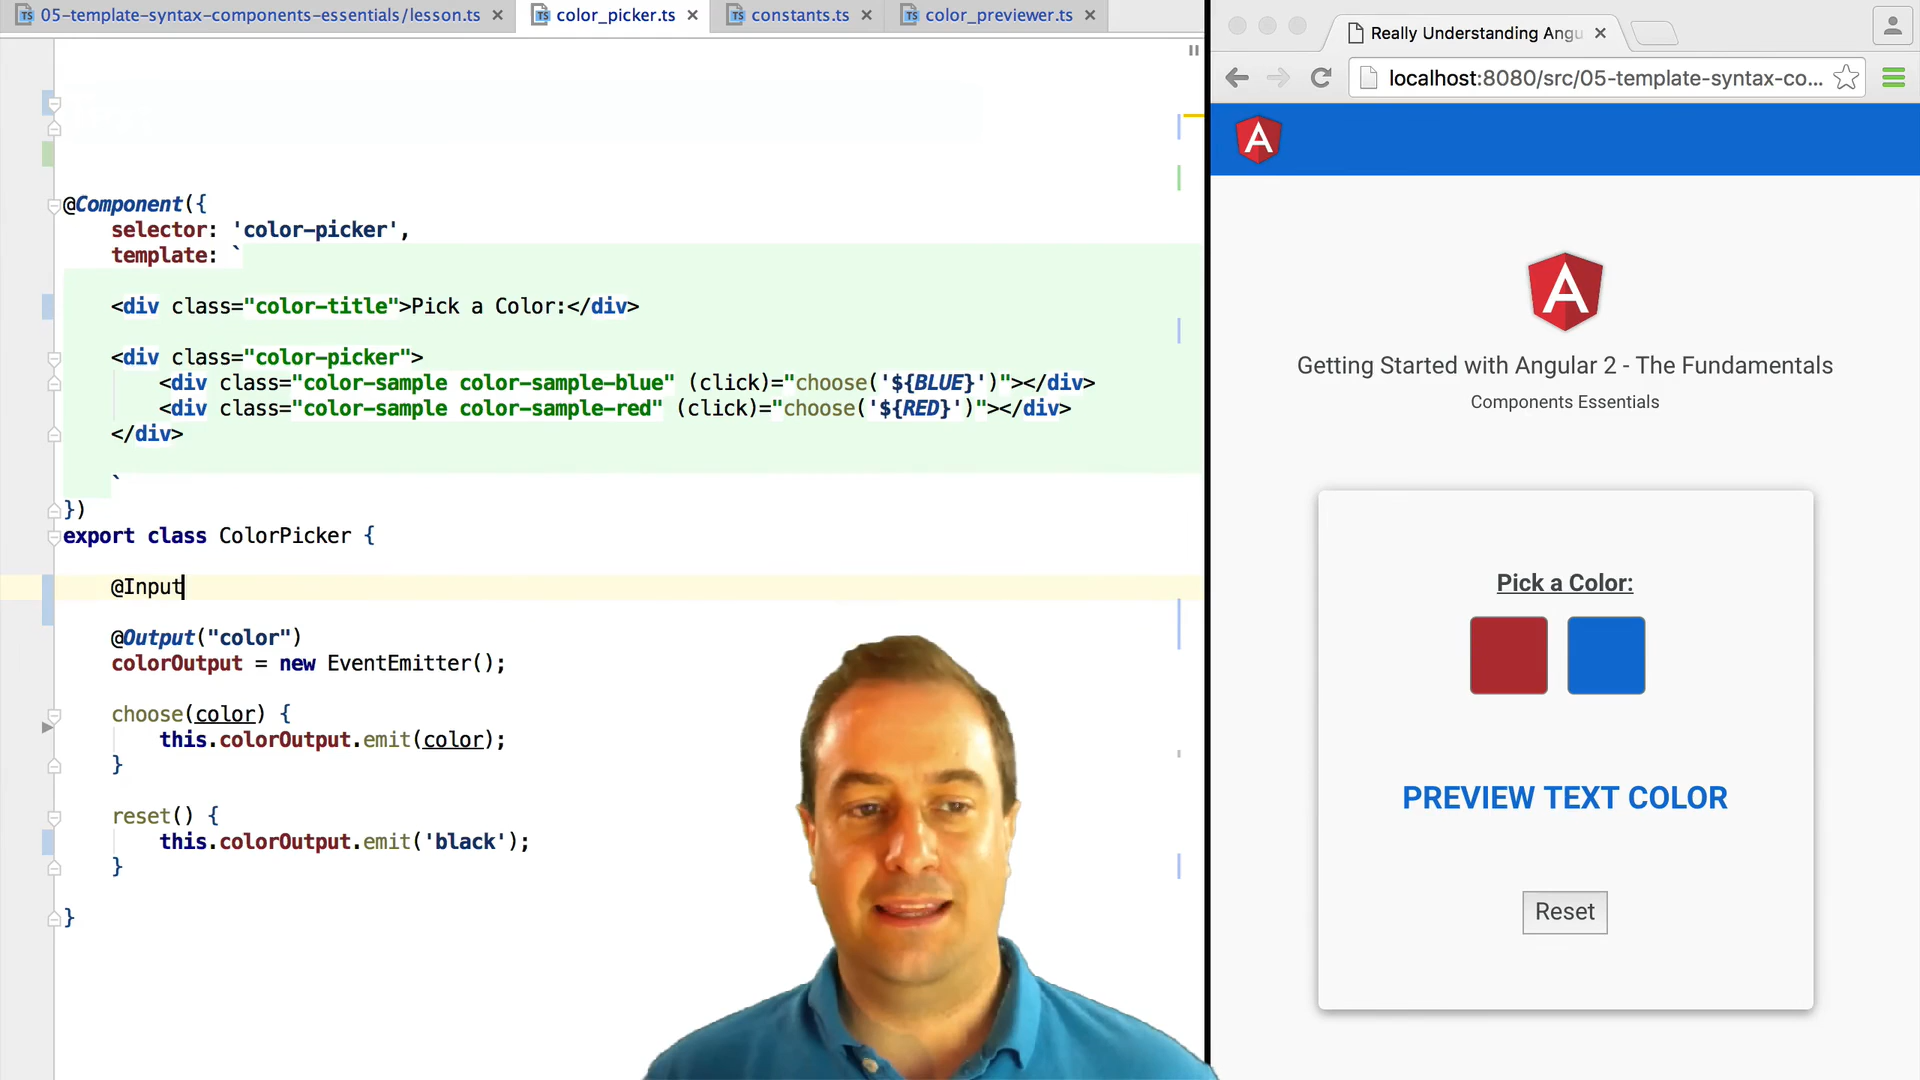 05-template-syntax-components-essentials/lesson.ts
color_picker.ts
constants.ts
color_previewer.ts
@Component({
selector: 'color-picker',
template: `
<div class="color-title">Pick a Color:</div>
<div class="color-picker">
<div class="color-sample color-sample-blue" (click)="choose('${BLUE}')"></div>
<div class="color-sample color-sample-red" (click)="choose('${RED}')"></div>
</div>
`
})
export class ColorPicker {
@Input
@Output("color")
colorOutput = new EventEmitter();
choose(color) {
this.colorOutput.emit(color);
}
reset() {
this.colorOutput.emit('black');
}
}
Really Understanding Angu
localhost:8080/src/05-template-syntax-co...
Getting Started with Angular 2 - The Fundamentals
Components Essentials
Pick a Color:
PREVIEW TEXT COLOR
Reset